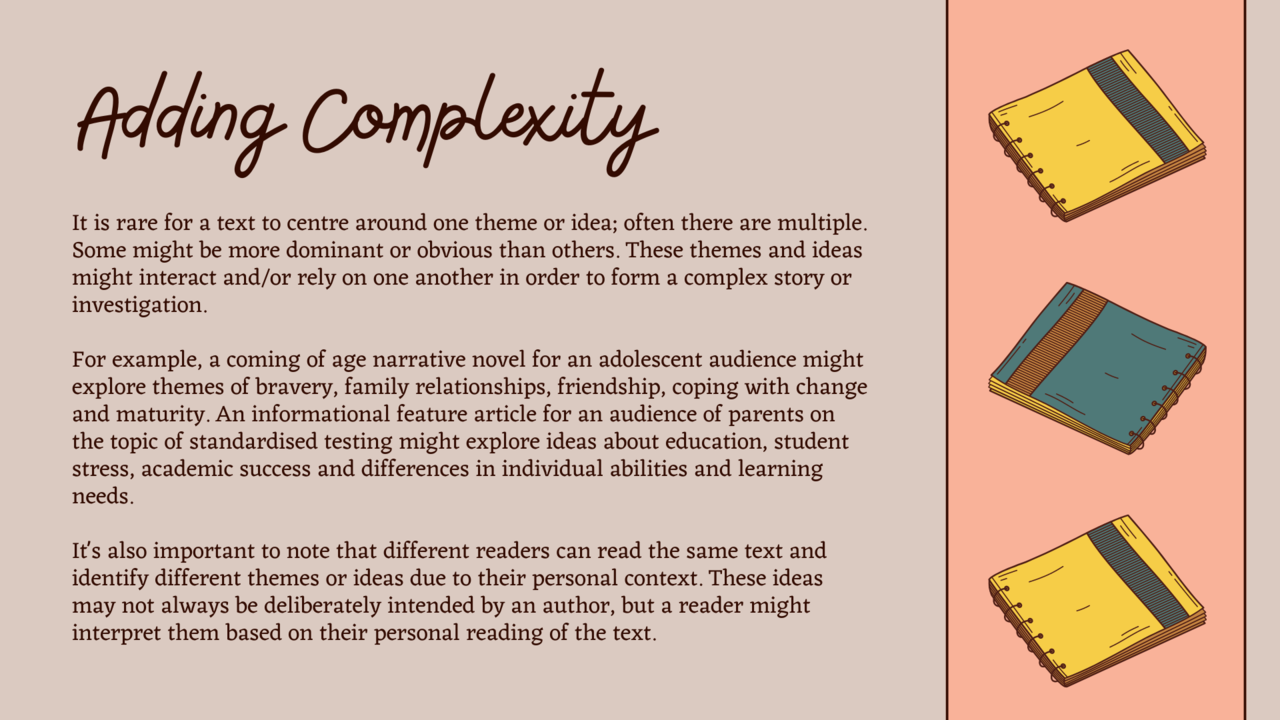 Adding Complexity
It is rare for a text to centre around one theme or idea; often there are multiple.
Some might be more dominant or obvious than others. These themes and ideas
might interact and/or rely on one another in order to form a complex story or
investigation.
For example, a coming of age narrative novel for an adolescent audience might
explore themes of bravery, family relationships, friendship, coping with change
and maturity. An informational feature article for an audience of parents on
the topic of standardised testing might explore ideas about education, student
stress, academic success and differences in individual abilities and learning
needs.
It's also important to note that different readers can read the same text and
identify different themes or ideas due to their personal context. These ideas
may not always be deliberately intended by an author, but a reader might
interpret them based on their personal reading of the text.